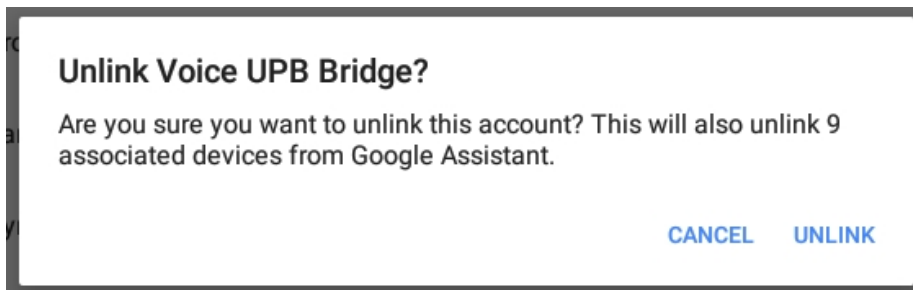 Unlink Voice UPB Bridge?
Are you sure you want to unlink this account? This will also unlink 9
associated devices from Google Assistant.
CANCEL UNLINK